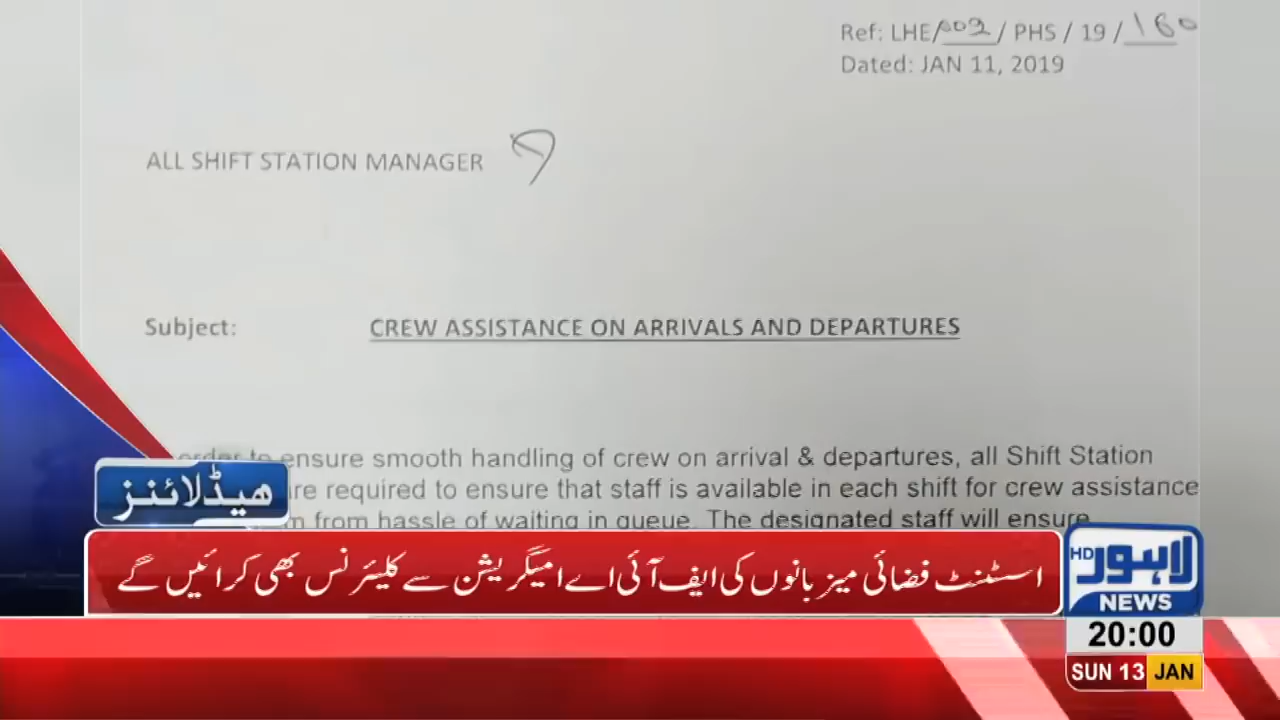 Ref: LHE/002/ PHS / 19 / 160
Dated: JAN 11, 2019
ALL SHIFT STATION MANAGER
Subject: CREW ASSISTANCE ON ARRIVALS AND DEPARTURES
order to ensure smooth handling of crew on arrival & departures, all Shift Station
re required to ensure that staff is available in each shift for crew assistance
m from hassle of waiting in queue. The designated staff will ensure
ہیڈلائنز
اسسٹنٹ فضائی میزبانوں کی ایف آئی اے امیگریشن سے کلیئرنس بھی کرائیں گے
لاہور HD
NEWS
20:00
SUN 13 JAN